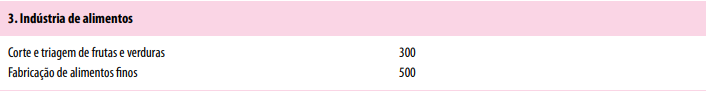 3. Indústria de alimentos
Corte e triagem de frutas e verduras 300
Fabricação de alimentos finos 500